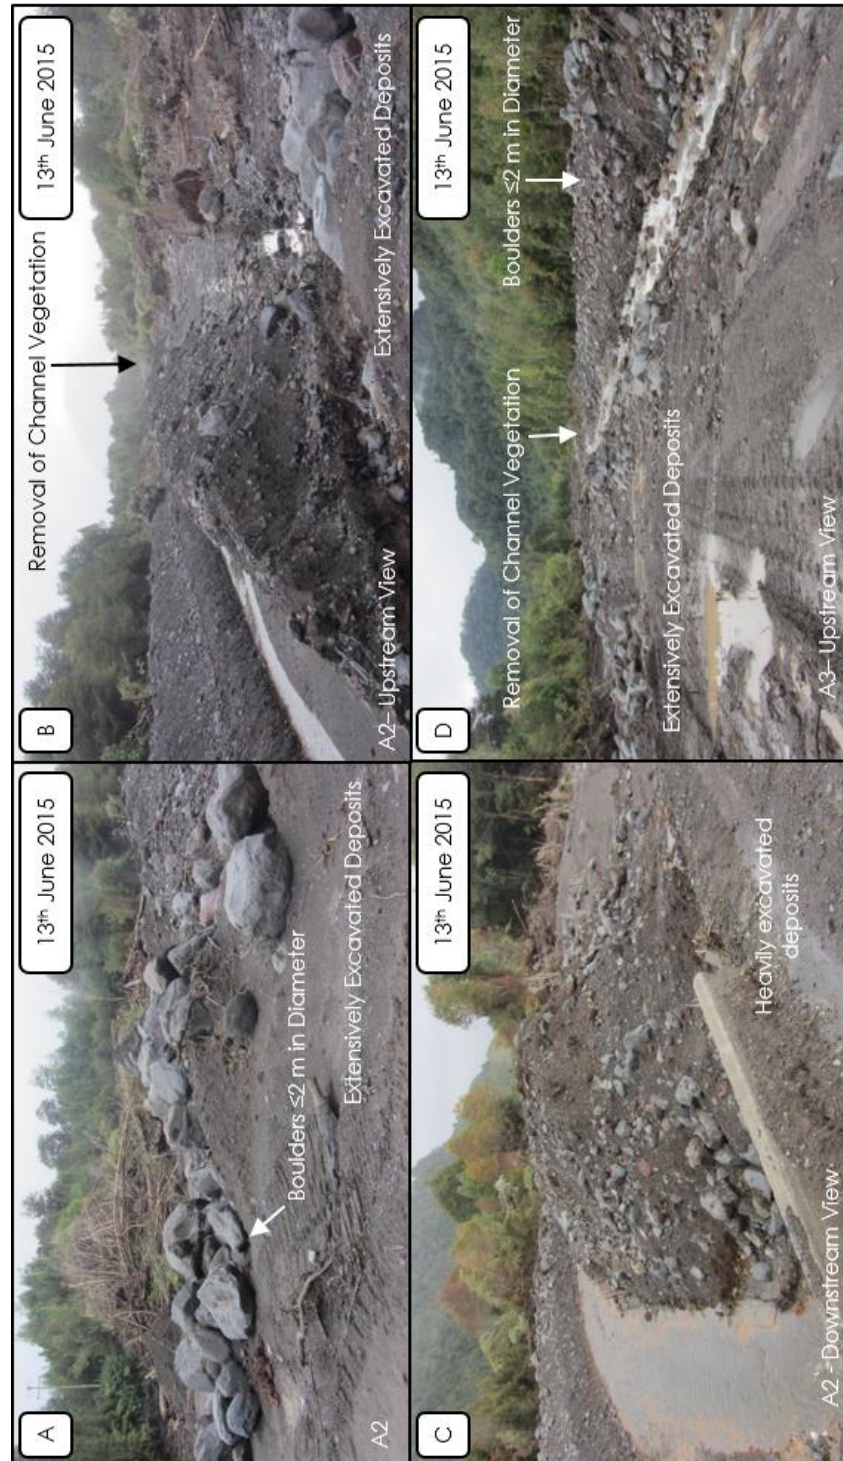 A
13th June 2015
Boulders ≤2 m in Diameter
Extensively Excavated Deposits
A2
B
Removal of Channel Vegetation
13th June 2015
A2– Upstream View
Extensively Excavated Deposits
C
13th June 2015
Heavily excavated
deposits
A2 - Downstream View
D
13th June 2015
Removal of Channel Vegetation
Boulders ≤2 m in Diameter
Extensively Excavated Deposits
A3– Upstream View